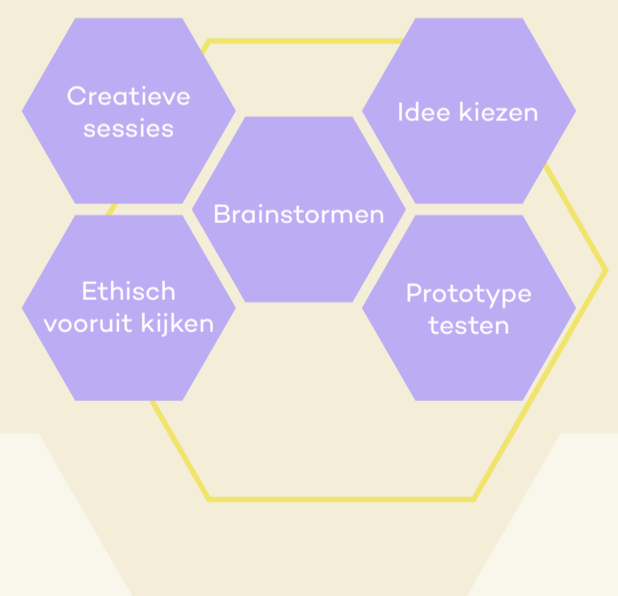 Creatieve
sessies
Idee kiezen
Brainstormen
Ethisch
vooruit kijken
Prototype
testen